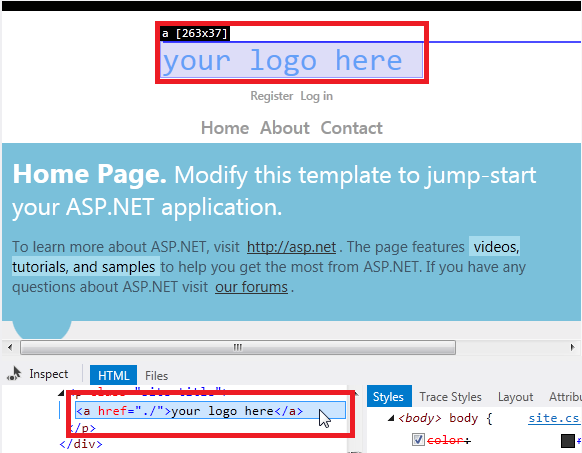 a [263x37]
your logo here
Register Log in
Home About Contact
Home Page. Modify this template to jump-start
your ASP.NET application.
To learn more about ASP.NET, visit http://asp.net . The page features videos,
tutorials, and samples to help you get the most from ASP.NET. If you have any
questions about ASP.NET visit our forums .
Inspect HTML Files
<p class="site-title">
<a href="./">your logo here</a>
</p>
</div>
Styles Trace Styles Layout Attribu
<body> body { site.cs
color: